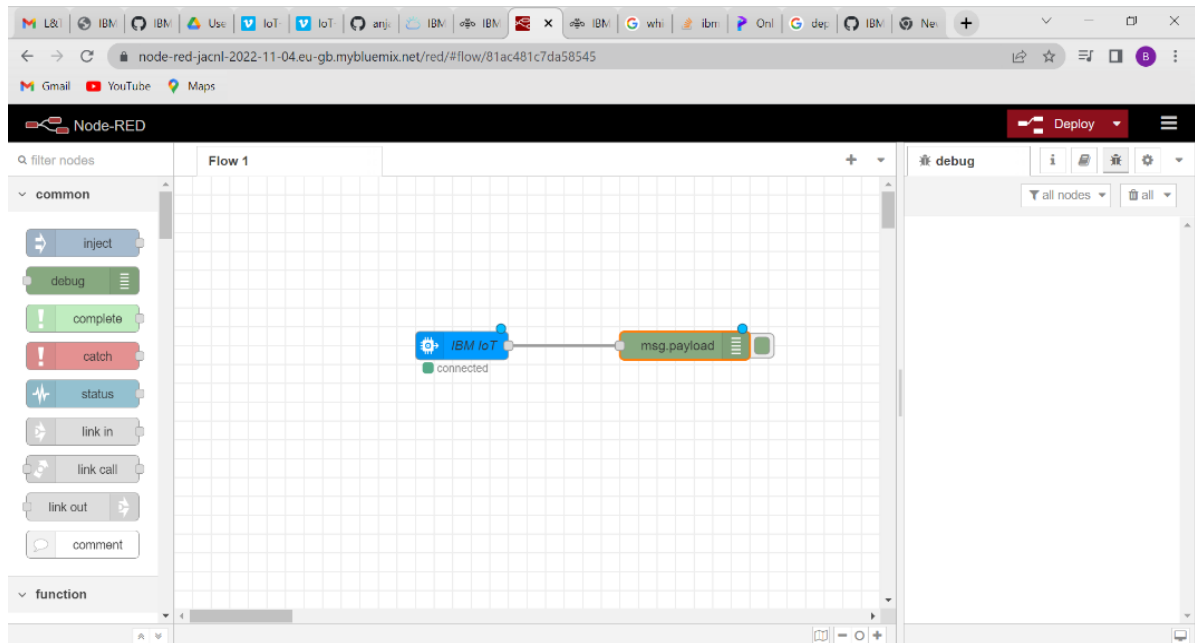 L&T IBM IBM Use IoT- IoT- anj IBM IBM IBM whi ibm Onl dep IBM Ne
node-red-jacnl-2022-11-04.eu-gb.mybluemix.net/red/#flow/81ac481c7da58545 B
Gmail YouTube Maps
Node-RED Deploy
filter nodes Flow 1 debug
common all nodes all
inject
debug
complete
IBM IoT msg.payload
catch
connected
status
link in
link call
link out
comment
function